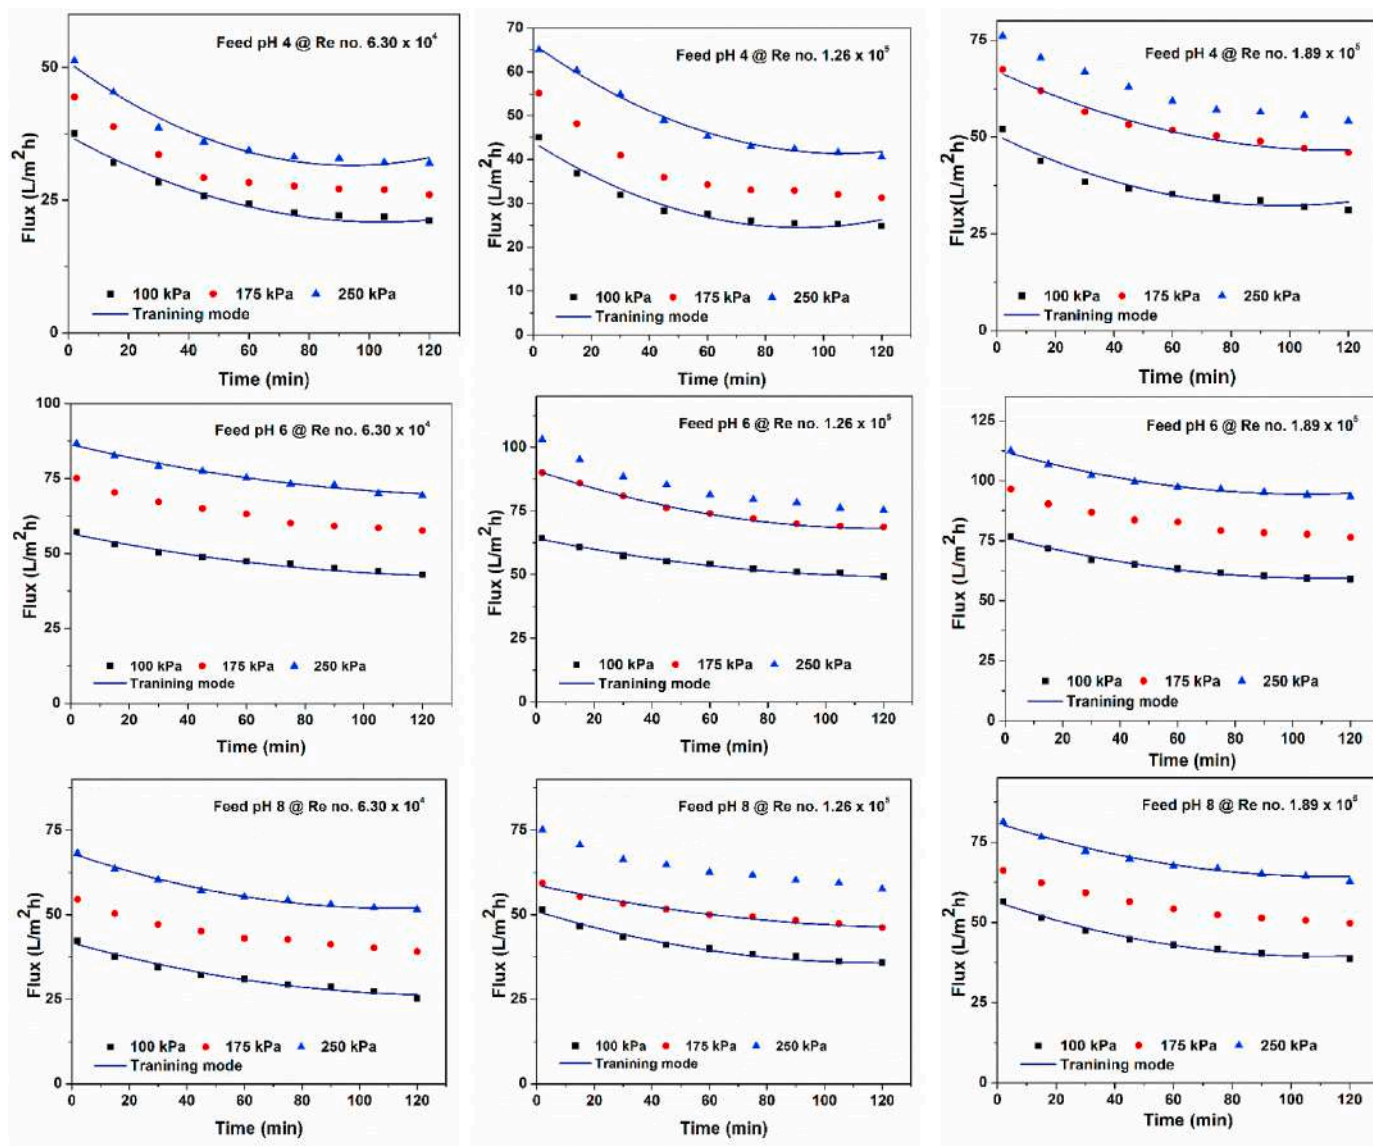 Feed pH 4 @ Re no. 6.30 x 10⁴
Flux (L/m²h)
50
25
0
100 kPa 175 kPa 250 kPa
Tranining mode
0 20 40 60 80 100 120
Time (min)
Feed pH 4 @ Re no. 1.26 x 10⁵
Flux (L/m²h)
70
65
60
50
40
30
20
10
0
100 kPa 175 kPa 250 kPa
Tranining mode
0 20 40 60 80 100 120
Time (min)
Feed pH 4 @ Re no. 1.89 x 10⁵
Flux(L/m²h)
75
50
25
0
100 kPa 175 kPa 250 kPa
Tranining mode
0 20 40 60 80 100 120
Time (min)
Feed pH 6 @ Re no. 6.30 x 10⁴
Flux (L/m²h)
100
75
50
25
0
100 kPa 175 kPa 250 kPa
Tranining mode
0 20 40 60 80 100 120
Time (min)
Feed pH 6 @ Re no. 1.26 x 10⁵
Flux (L/m²h)
100
75
50
25
0
100 kPa 175 kPa 250 kPa
Tranining mode
0 20 40 60 80 100 120
Time (min)
Feed pH 6 @ Re no. 1.89 x 10⁵
Flux (L/m²h)
125
100
75
50
25
0
100 kPa 175 kPa 250 kPa
Tranining mode
0 20 40 60 80 100 120
Time (min)
Feed pH 8 @ Re no. 6.30 x 10⁴
Flux (L/m²h)
75
50
25
0
100 kPa 175 kPa 250 kPa
Tranining mode
0 20 40 60 80 100 120
Time (min)
Feed pH 8 @ Re no. 1.26 x 10⁵
Flux (L/m²h)
75
50
25
0
100 kPa 175 kPa 250 kPa
Tranining mode
0 20 40 60 80 100 120
Time (min)
Feed pH 8 @ Re no. 1.89 x 10⁵
Flux (L/m²h)
75
50
25
0
100 kPa 175 kPa 250 kPa
Tranining mode
0 20 40 60 80 100 120
Time (min)